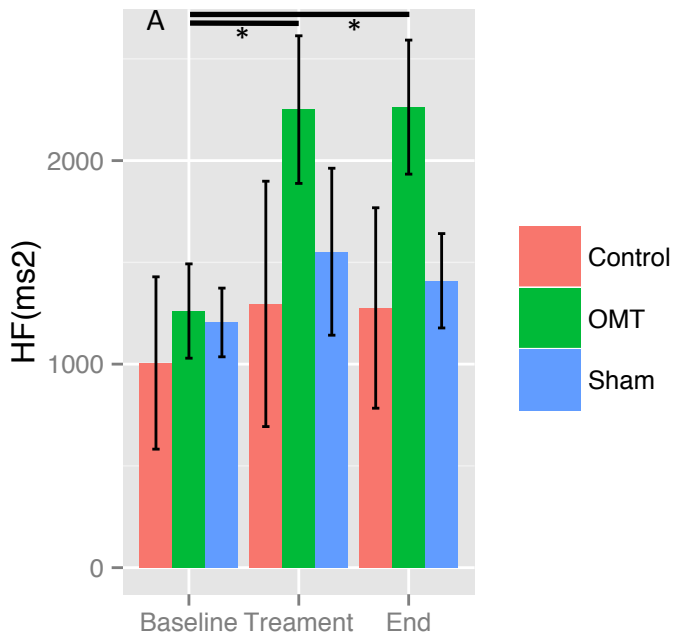 A
*
*
2000
1000
0
HF(ms2)
Baseline Treament End
Control
OMT
Sham